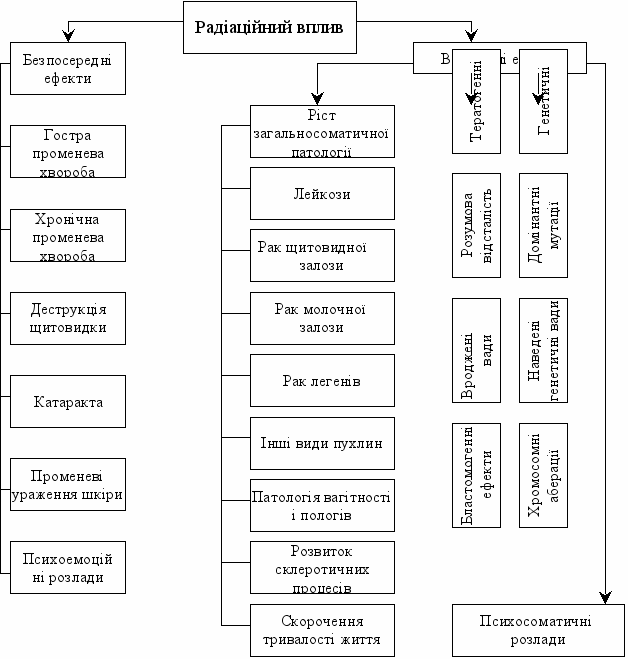 Радіаційний вплив
Безпосередні
ефекти
Гостра
променева
хвороба
Хронічна
променева
хвороба
Деструкція
щитовидки
Катаракта
Променеві
ураження шкіри
Психоемоцій
ні розлади
Ріст
загальносоматичної
патології
Лейкози
Рак щитовидної
залози
Рак молочної
залози
Рак легенів
Інші види пухлин
Патологія вагітності
і пологів
Розвиток
склеротичних
процесів
Скорочення
тривалості життя
Тератогенні
Розумова
відсталість
Вроджені
вади
Бластомогенні
ефекти
Генетичні
Домінантні
мутації
Наведені
генетичні вади
Хромосомні
аберації
Психосоматичні
розлади